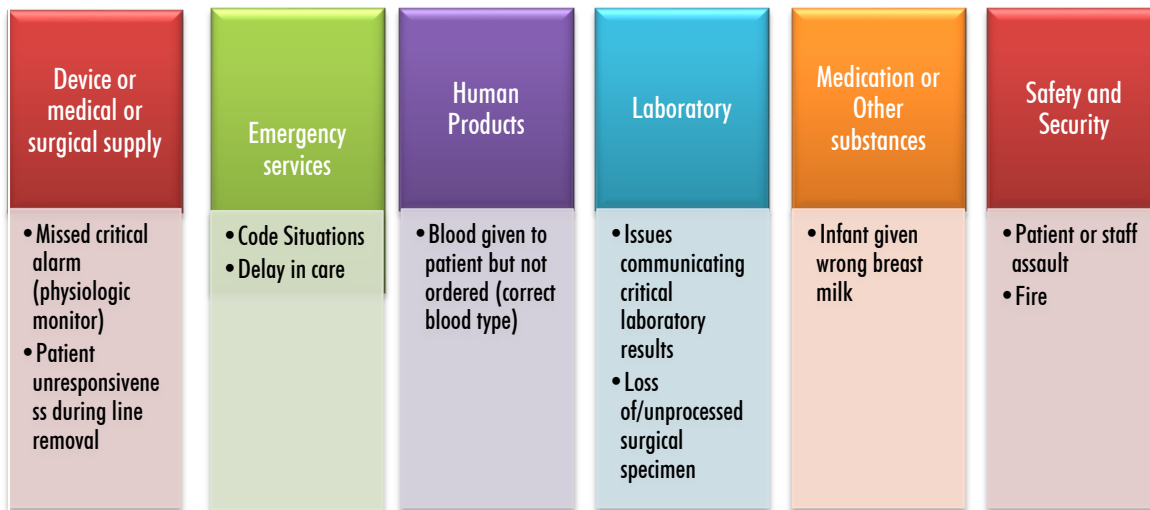 Device or
medical or
surgical supply
• Missed critical
alarm
(physiologic
monitor)
• Patient
unresponsivene
ss during line
removal
Emergency
services
• Code Situations
• Delay in care
Human
Products
• Blood given to
patient but not
ordered (correct
blood type)
Laboratory
• Issues
communicating
critical
laboratory
results
• Loss
of/unprocessed
surgical
specimen
Medication or
Other
substances
• Infant given
wrong breast
milk
Safety and
Security
• Patient or staff
assault
• Fire